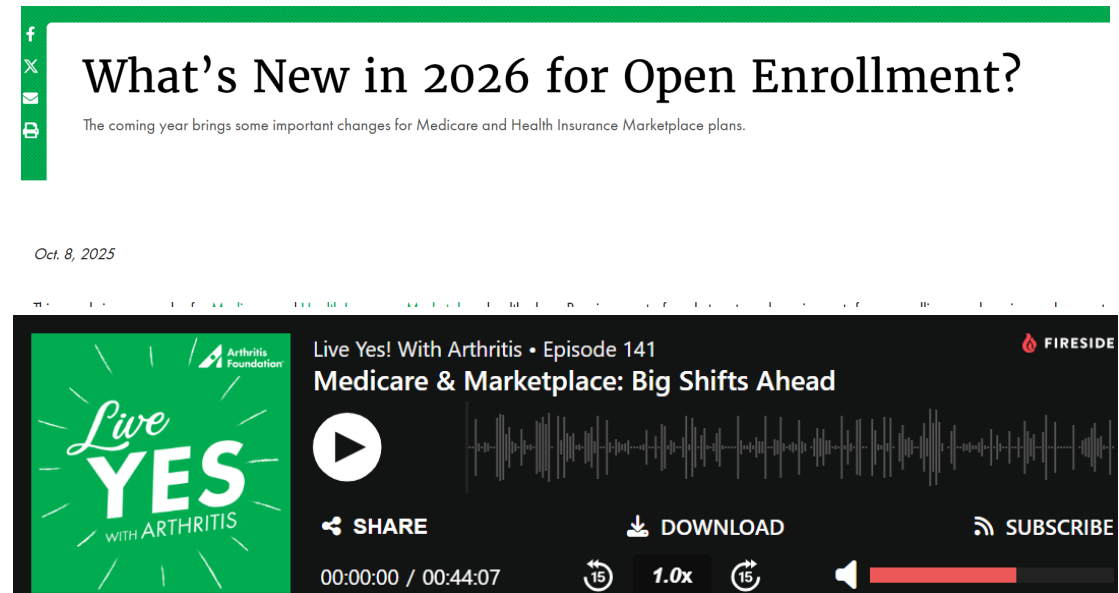 What’s New in 2026 for Open Enrollment?
The coming year brings some important changes for Medicare and Health Insurance Marketplace plans.
Oct. 8, 2025
Arthritis
Foundation
Live
YES
WITH ARTHRITIS
Live Yes! With Arthritis • Episode 141
FIRESIDE
Medicare & Marketplace: Big Shifts Ahead
SHARE
DOWNLOAD
SUBSCRIBE
00:00:00 / 00:44:07
15
1.0x
15